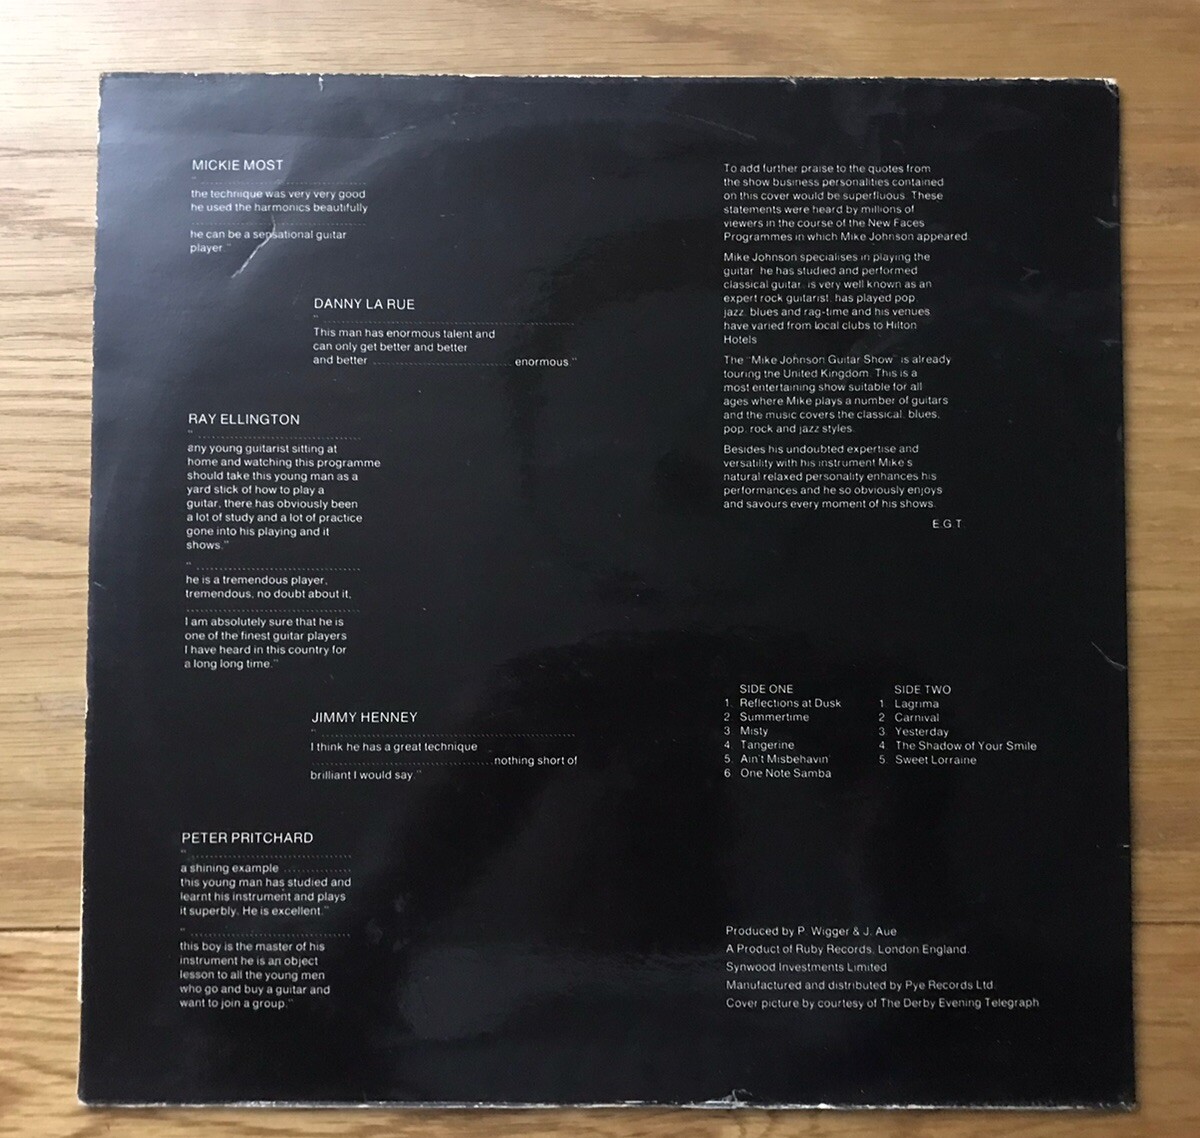 MICKIE MOST
"
the technique was very very good
he used the harmonics beautifully
he can be a sensational guitar
player"
DANNY LA RUE
"
This man has enormous talent and
can only get better and better
and better ........................................ enormous."
RAY ELLINGTON
"
any young guitarist sitting at
home and watching this programme
should take this young man as a
yard stick of how to play a
guitar, there has obviously been
a lot of study and a lot of practice
gone into his playing and it
shows."
"
he is a tremendous player,
tremendous, no doubt about it,
I am absolutely sure that he is
one of the finest guitar players
I have heard in this country for
a long long time."
JIMMY HENNEY
"
I think he has a great technique
........................................ nothing short of
brilliant I would say."
PETER PRITCHARD
"
a shining example ....................
this young man has studied and
learnt his instrument and plays
it superbly. He is excellent."
"
this boy is the master of his
instrument he is an object
lesson to all the young men
who go and buy a guitar and
want to join a group."
To add further praise to the quotes from
the show business personalities contained
on this cover would be superfluous. These
statements were heard by millions of
viewers in the course of the New Faces
Programmes in which Mike Johnson appeared.
Mike Johnson specialises in playing the
guitar, he has studied and performed
classical guitar, is very well known as an
expert rock guitarist, has played pop
jazz, blues and rag-time and his venues
have varied from local clubs to Hilton
Hotels
The "Mike Johnson Guitar Show" is already
touring the United Kingdom. This is a
most entertaining show suitable for all
ages where Mike plays a number of guitars
and the music covers the classical, blues,
pop, rock and jazz styles.
Besides his undoubted expertise and
versatility with his instrument Mike's
natural relaxed personality enhances his
performances and he so obviously enjoys
and savours every moment of his shows.
E.G.T.
SIDE ONE
1. Reflections at Dusk
2. Summertime
3. Misty
4. Tangerine
5. Ain't Misbehavin'
6. One Note Samba
SIDE TWO
1. Lagrima
2. Carnival
3. Yesterday
4. The Shadow of Your Smile
5. Sweet Lorraine
Produced by P. Wigger & J. Aue
A Product of Ruby Records, London England.
Synwood Investments Limited
Manufactured and distributed by Pye Records Ltd.
Cover picture by courtesy of The Derby Evening Telegraph